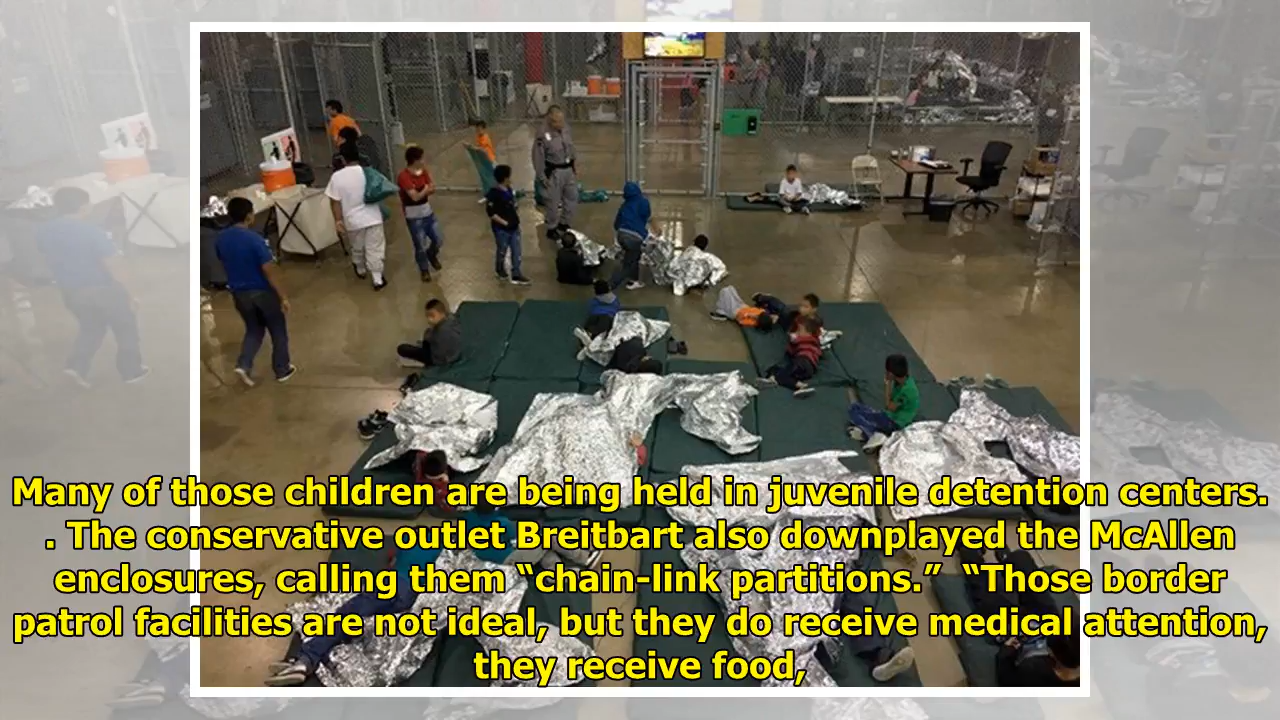 Many of those children are being held in juvenile detention centers.
. The conservative outlet Breitbart also downplayed the McAllen
enclosures, calling them “chain-link partitions.” “Those border
patrol facilities are not ideal, but they do receive medical attention,
they receive food,